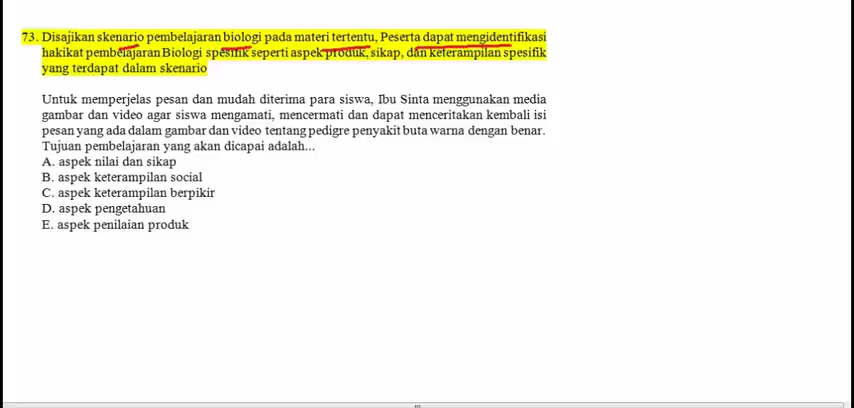 73. Disajikan skenario pembelajaran biologi pada materi tertentu, Peserta dapat mengidentifikasi
hakikat pembelajaran Biologi spesifik seperti aspek produk, sikap, dan keterampilan spesifik
yang terdapat dalam skenario
Untuk memperjelas pesan dan mudah diterima para siswa, Ibu Sinta menggunakan media
gambar dan video agar siswa mengamati, mencermati dan dapat menceritakan kembali isi
pesan yang ada dalam gambar dan video tentang pedigre penyakit buta warna dengan benar.
Tujuan pembelajaran yang akan dicapai adalah...
A. aspek nilai dan sikap
B. aspek keterampilan social
C. aspek keterampilan berpikir
D. aspek pengetahuan
E. aspek penilaian produk